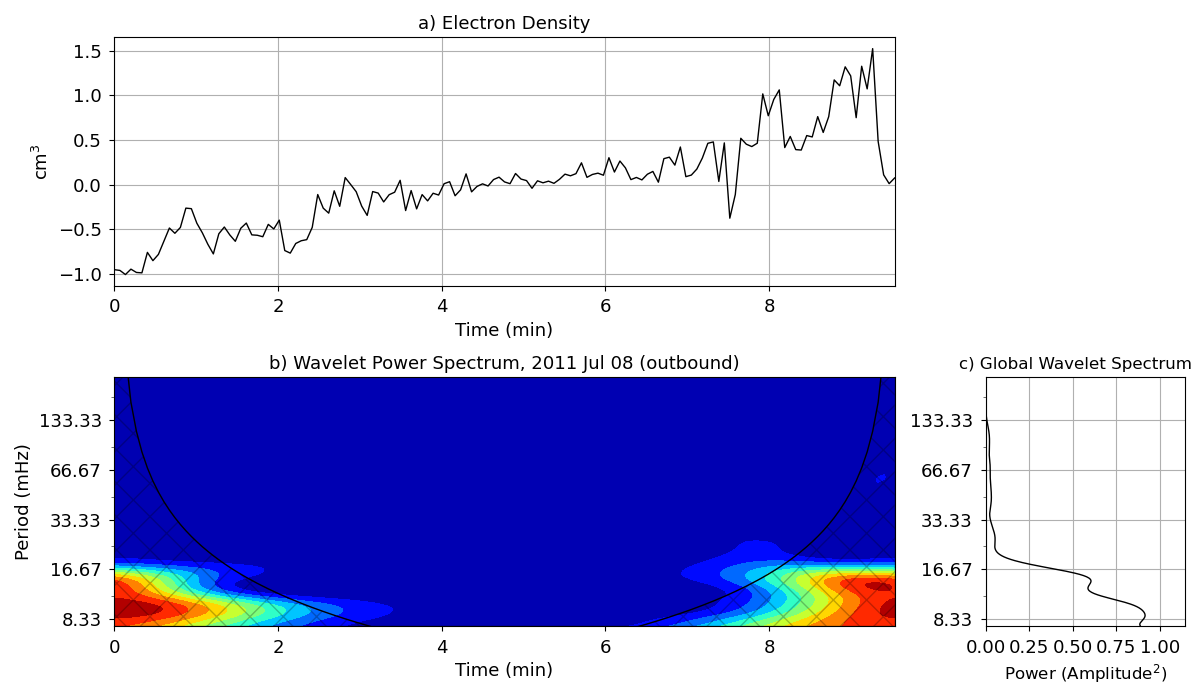 a) Electron Density
cm³
1.5
1.0
0.5
0.0
−0.5
−1.0
0 2 4 6 8
Time (min)
b) Wavelet Power Spectrum, 2011 Jul 08 (outbound)
Period (mHz)
133.33
66.67
33.33
16.67
8.33
0 2 4 6 8
Time (min)
c) Global Wavelet Spectrum
133.33
66.67
33.33
16.67
8.33
0.00 0.25 0.50 0.75 1.00
Power (Amplitude²)